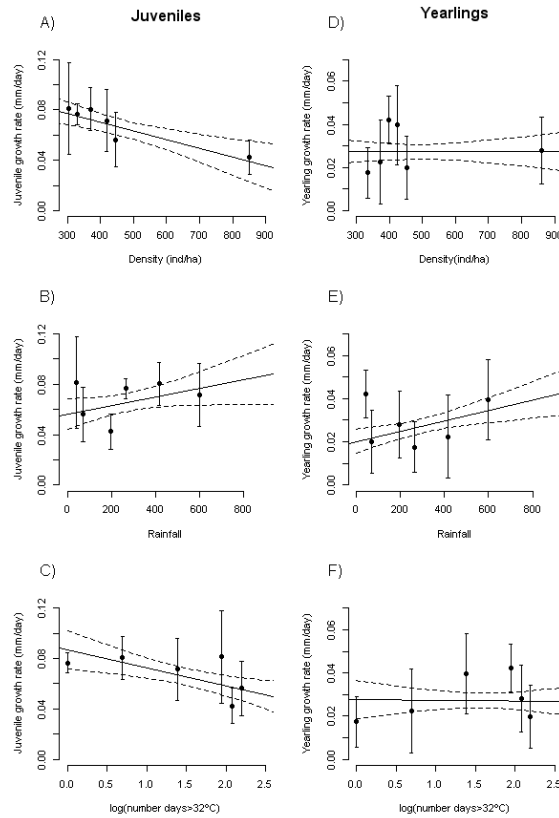 Juveniles
Yearlings
A)
Juvenile growth rate (mm/day)
0.00 0.04 0.08 0.12
300 400 500 600 700 800 900
Density (ind/ha)
D)
Yearling growth rate (mm/day)
0.00 0.02 0.04 0.06
300 400 500 600 700 800 900
Density(ind/ha)
B)
Juvenile growth rate (mm/day)
0.00 0.04 0.08 0.12
0 200 400 600 800
Rainfall
E)
Yearling growth rate (mm/day)
0.00 0.02 0.04 0.06
0 200 400 600 800
Rainfall
C)
Juvenile growth rate (mm/day)
0.00 0.04 0.08 0.12
0.0 0.5 1.0 1.5 2.0 2.5
log(number days>32°C)
F)
Yearling growth rate (mm/day)
0.00 0.02 0.04 0.06
0.0 0.5 1.0 1.5 2.0 2.5
log(number days>32°C)